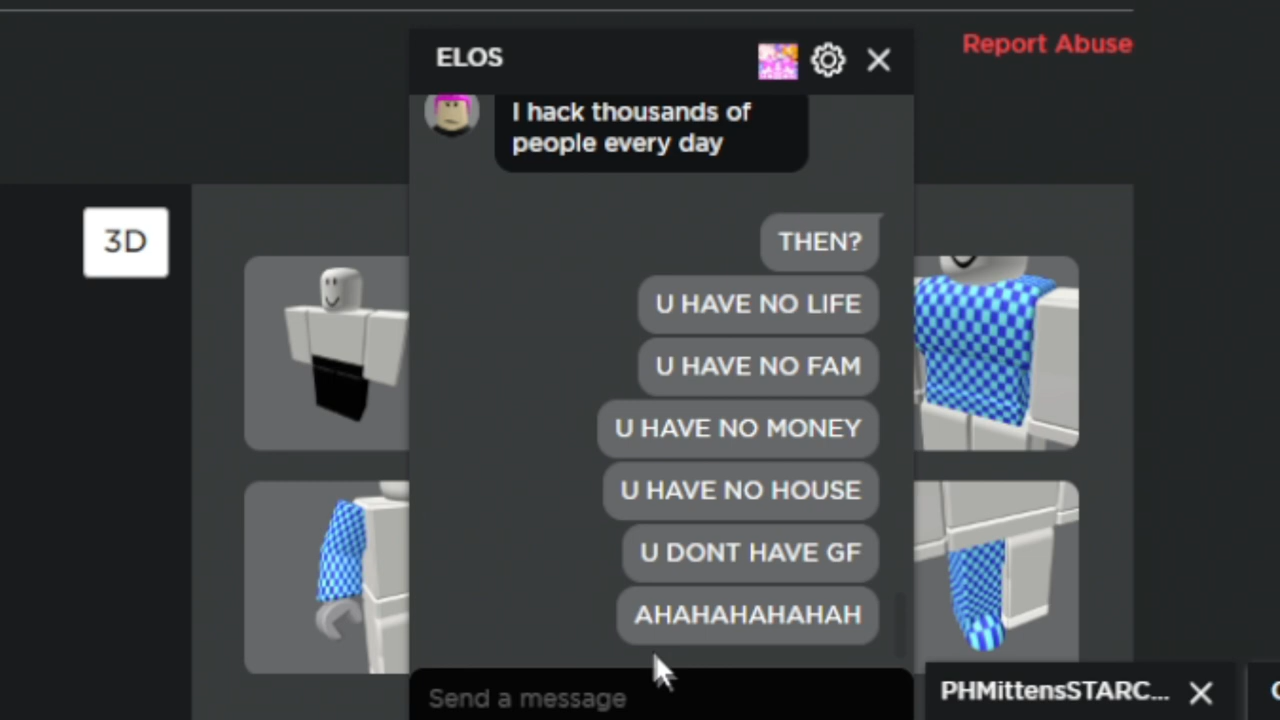 ELOS
Report Abuse
I hack thousands of
people every day
3D
THEN?
U HAVE NO LIFE
U HAVE NO FAM
U HAVE NO MONEY
U HAVE NO HOUSE
U DONT HAVE GF
AHAHAHAHAHAH
Send a message
PHMittensSTARC...